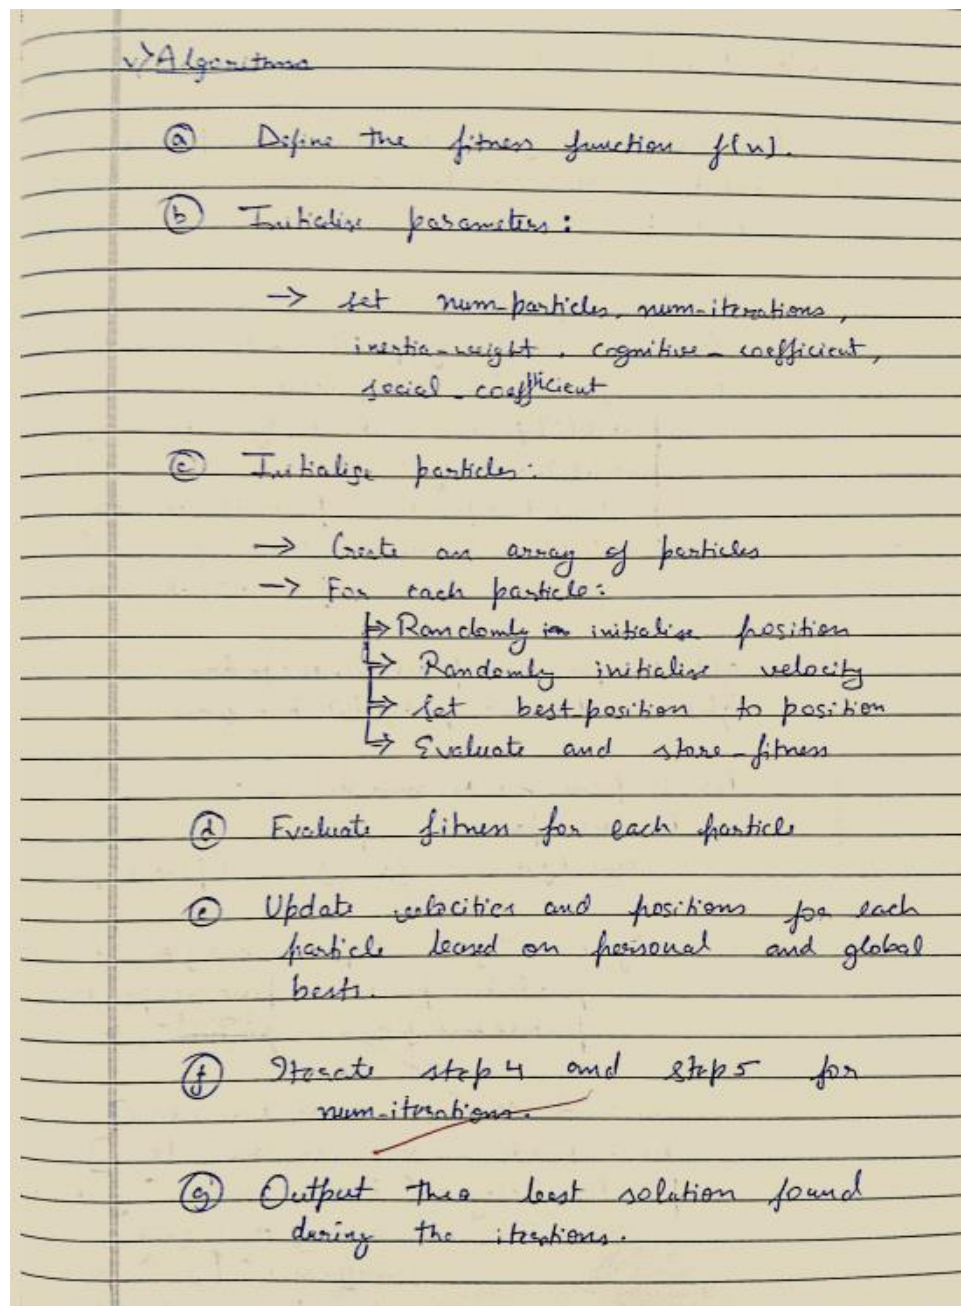 v) Algorithms
(a) Define the fitness function f(x).
(b) Initialise parameters :
→ set num-particles, num-iterations,
inertia-weight, cognitive-coefficient,
social-coefficient
(c) Initialise particles :
→ Create an array of particles
→ For each particle :
→ Randomly initialise position
→ Randomly initialise velocity
→ Set best-position to position
→ Evaluate and store-fitness
(d) Evaluate fitness for each particle
(e) Update velocities and positions for each
particle based on personal and global
bests.
(f) Iterate step 4 and step 5 for
num-iterations.
(g) Output the best solution found
during the iterations.